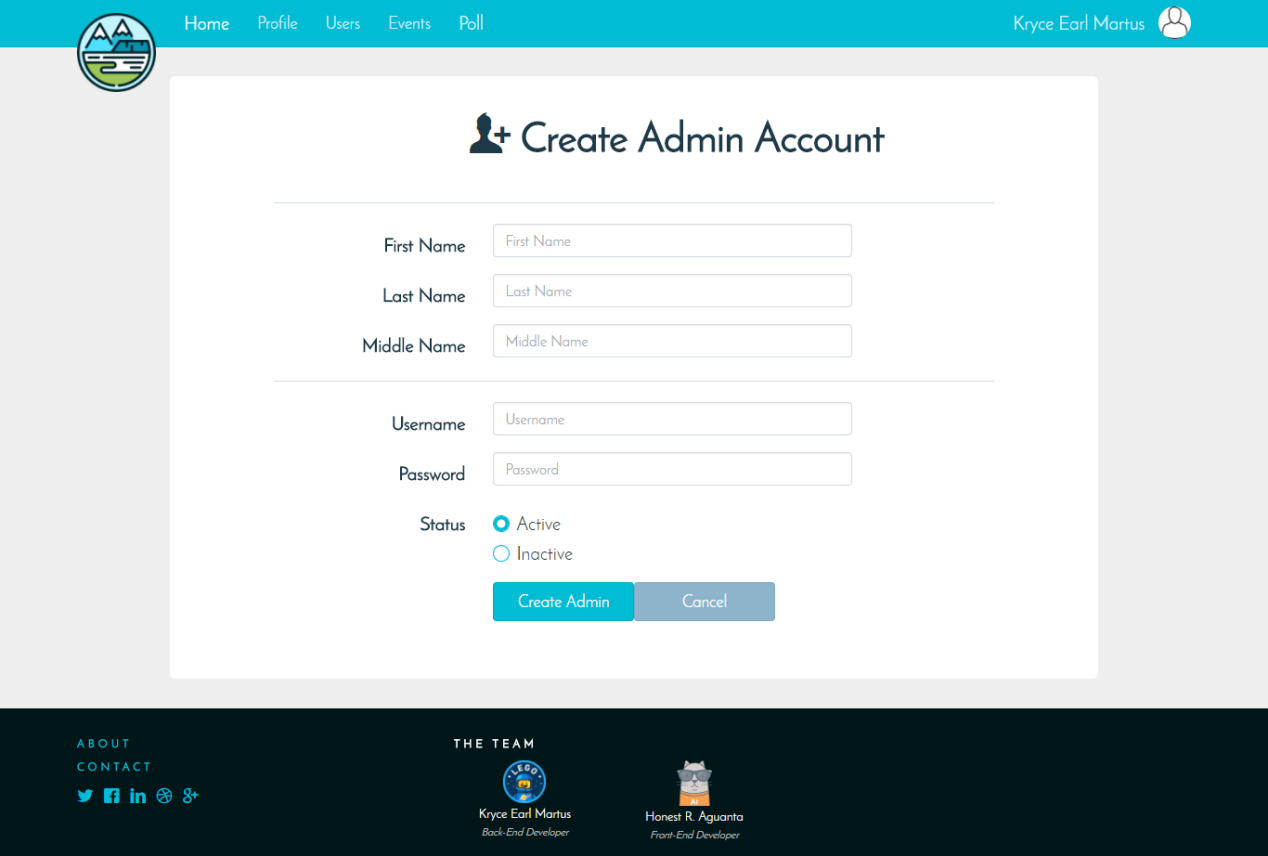 Home Profile Users Events Poll Kryce Earl Martus
Create Admin Account
First Name First Name
Last Name Last Name
Middle Name Middle Name
Username Username
Password Password
Status Active
Inactive
Create Admin Cancel
ABOUT
CONTACT
THE TEAM
LEGO
Kryce Earl Martus
Back-End Developer
AI
Honest R. Aguanta
Front-End Developer